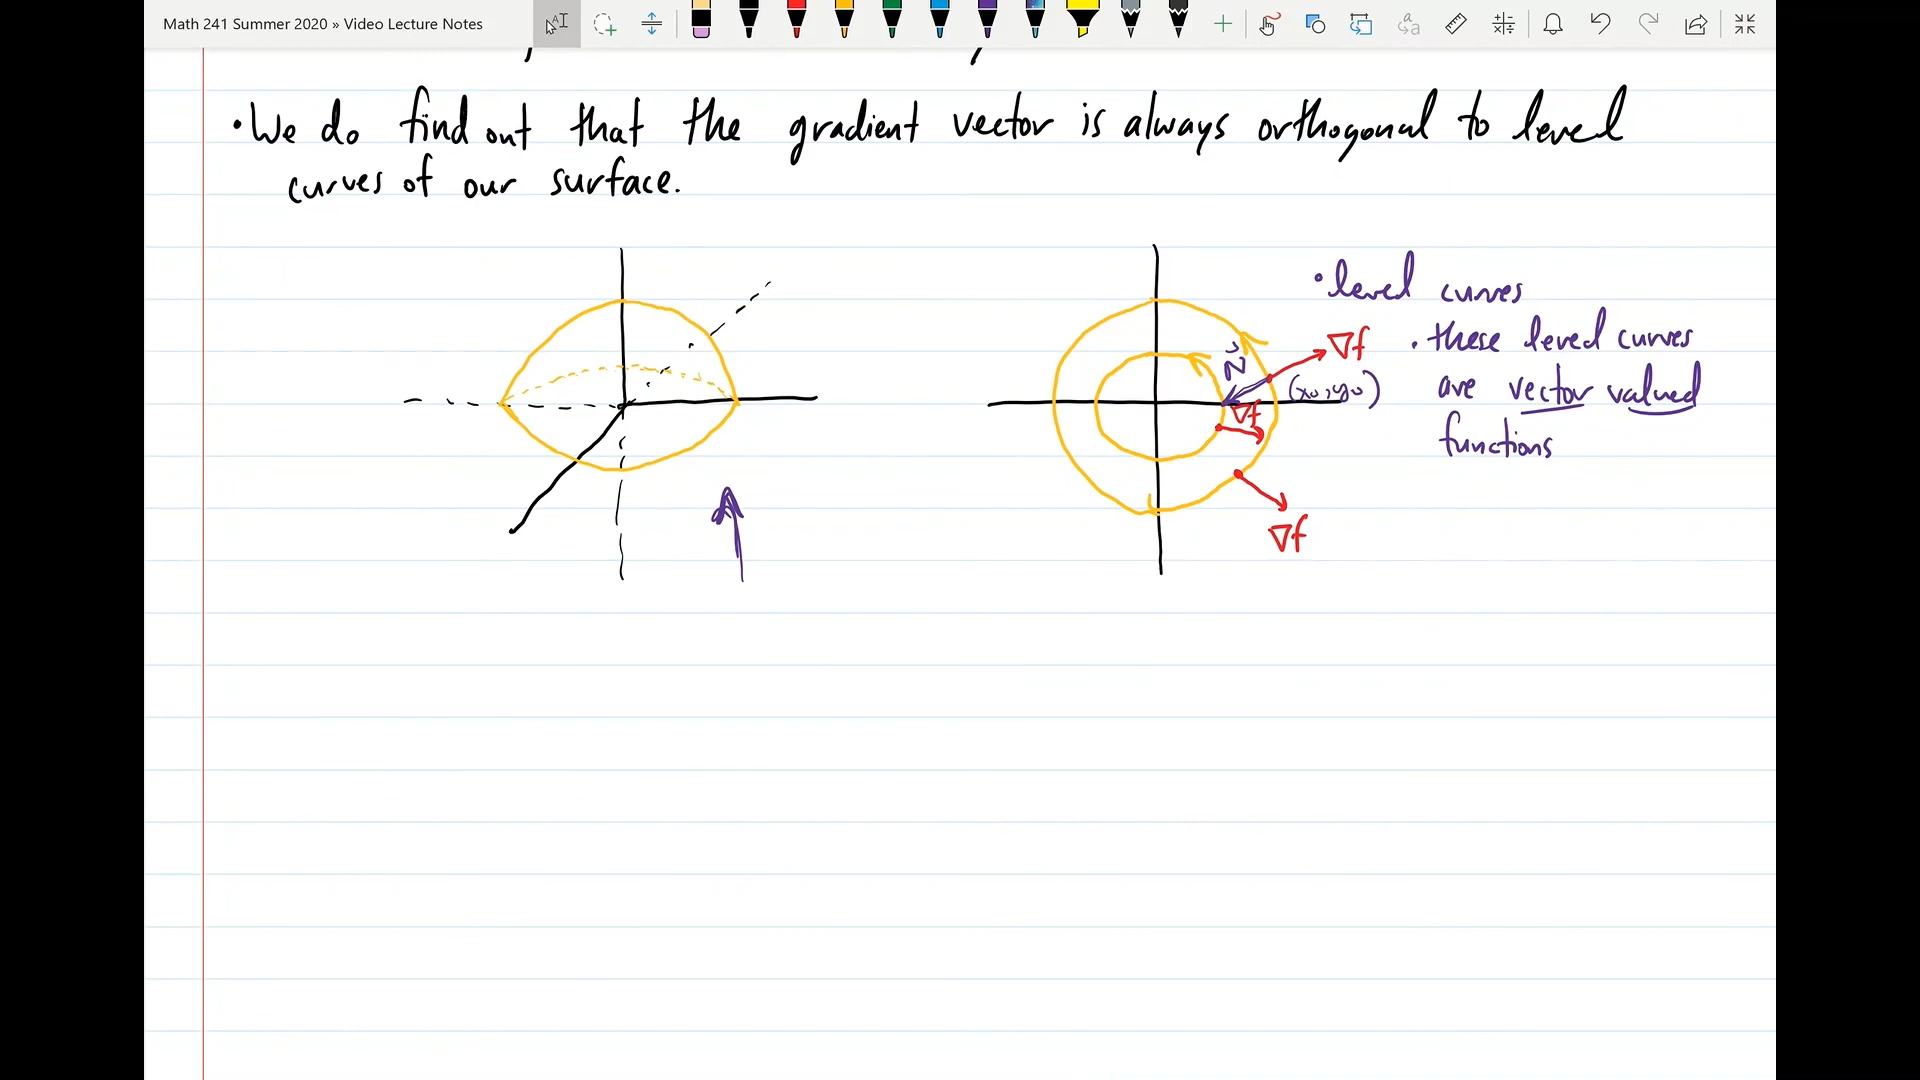 Math 241 Summer 2020 » Video Lecture Notes
• We do find out that the gradient vector is always orthogonal to level
curves of our surface.
• level curves
• these level curves
are vector valued
functions
∇f
N⃗
(x₀, y₀)
∇f
∇f